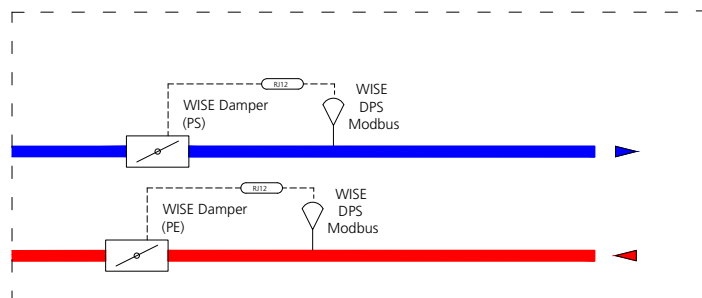 RJ12
WISE Damper
(PS)
WISE
DPS
Modbus
RJ12
WISE Damper
(PE)
WISE
DPS
Modbus